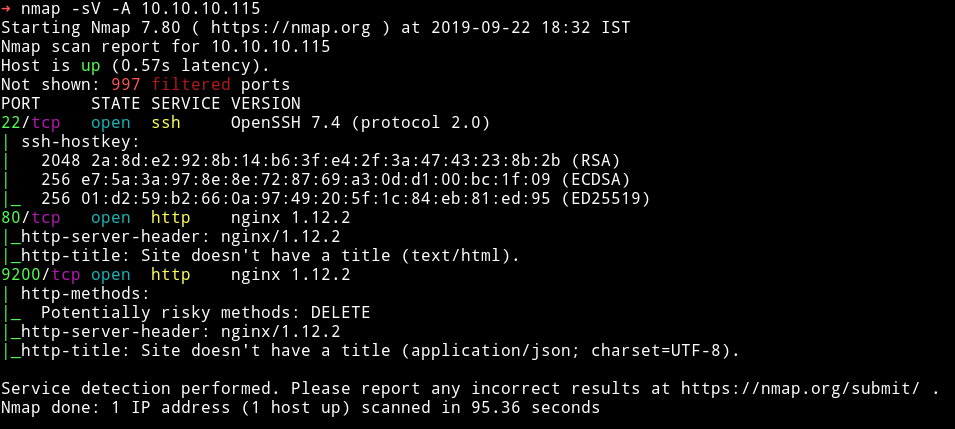 → nmap -sV -A 10.10.10.115
Starting Nmap 7.80 ( https://nmap.org ) at 2019-09-22 18:32 IST
Nmap scan report for 10.10.10.115
Host is up (0.57s latency).
Not shown: 997 filtered ports
PORT     STATE SERVICE VERSION
22/tcp   open  ssh     OpenSSH 7.4 (protocol 2.0)
| ssh-hostkey:
|   2048 2a:8d:e2:92:8b:14:b6:3f:e4:2f:3a:47:43:23:8b:2b (RSA)
|   256 e7:5a:3a:97:8e:8e:72:87:69:a3:0d:d1:00:bc:1f:09 (ECDSA)
|_  256 01:d2:59:b2:66:0a:97:49:20:5f:1c:84:eb:81:ed:95 (ED25519)
80/tcp   open  http    nginx 1.12.2
|_http-server-header: nginx/1.12.2
|_http-title: Site doesn't have a title (text/html).
9200/tcp open  http    nginx 1.12.2
| http-methods:
|_  Potentially risky methods: DELETE
|_http-server-header: nginx/1.12.2
|_http-title: Site doesn't have a title (application/json; charset=UTF-8).
Service detection performed. Please report any incorrect results at https://nmap.org/submit/ .
Nmap done: 1 IP address (1 host up) scanned in 95.36 seconds